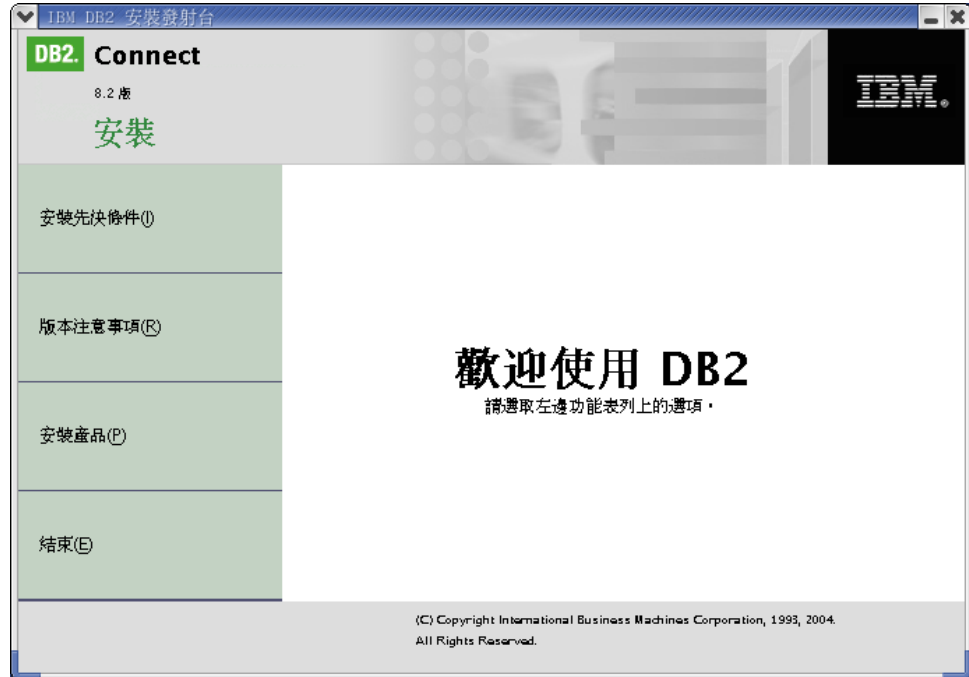 IBM DB2 安裝發射台
DB2. Connect
8.2 版
安裝
IBM®
安裝先決條件(I)
版本注意事項(R)
安裝產品(P)
結束(E)
歡迎使用 DB2
請選取左邊功能表列上的選項。
(C) Copyright International Business Machines Corporation, 1993, 2004.
All Rights Reserved.